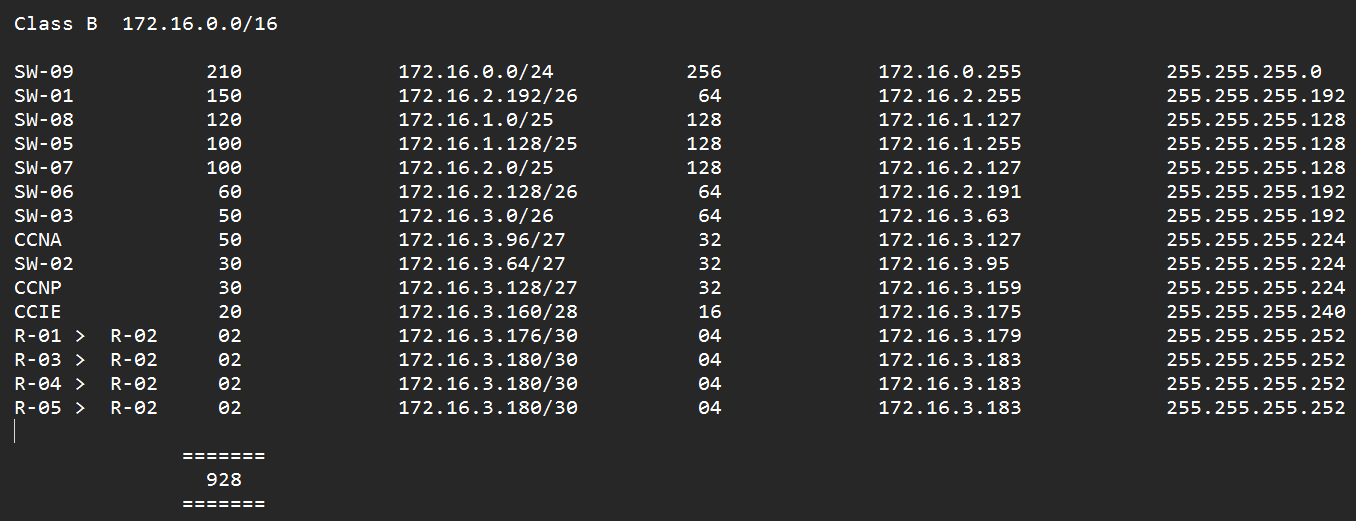 Class B  172.16.0.0/16
SW-09           210             172.16.0.0/24           256             172.16.0.255            255.255.255.0
SW-01           150             172.16.2.192/26          64             172.16.2.255            255.255.255.192
SW-08           120             172.16.1.0/25           128             172.16.1.127            255.255.255.128
SW-05           100             172.16.1.128/25         128             172.16.1.255            255.255.255.128
SW-07           100             172.16.2.0/25           128             172.16.2.127            255.255.255.128
SW-06            60             172.16.2.128/26          64             172.16.2.191            255.255.255.192
SW-03            50             172.16.3.0/26            64             172.16.3.63             255.255.255.192
CCNA             50             172.16.3.96/27           32             172.16.3.127            255.255.255.224
SW-02            30             172.16.3.64/27           32             172.16.3.95             255.255.255.224
CCNP             30             172.16.3.128/27          32             172.16.3.159            255.255.255.224
CCIE             20             172.16.3.160/28          16             172.16.3.175            255.255.255.240
R-01 >  R-02     02             172.16.3.176/30          04             172.16.3.179            255.255.255.252
R-03 >  R-02     02             172.16.3.180/30          04             172.16.3.183            255.255.255.252
R-04 >  R-02     02             172.16.3.180/30          04             172.16.3.183            255.255.255.252
R-05 >  R-02     02             172.16.3.180/30          04             172.16.3.183            255.255.255.252
=======
928
=======